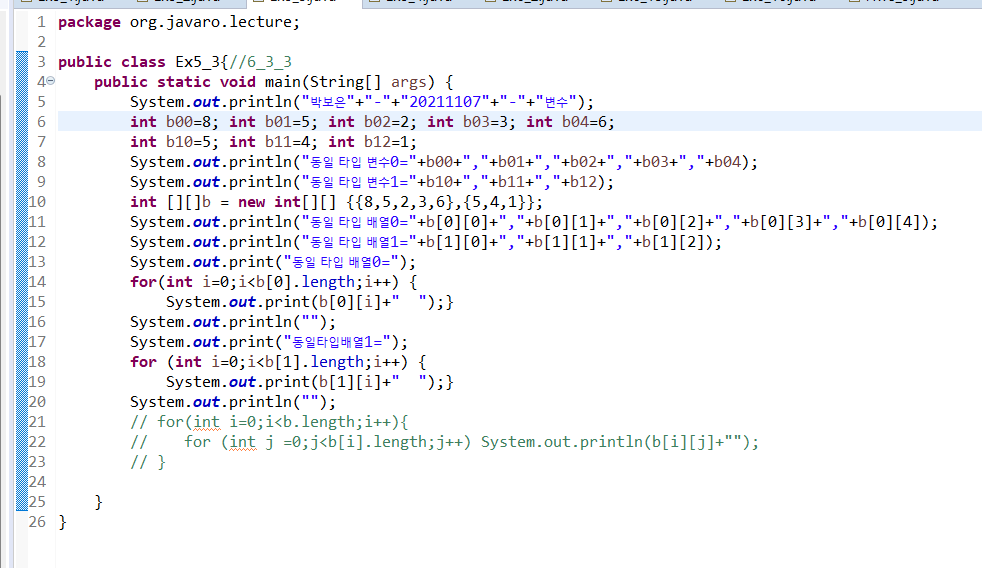 1 package org.javaro.lecture;
2
3 public class Ex5_3{//6_3_3
4 public static void main(String[] args) {
5 System.out.println("박보은"+"-"+"20211107"+"-"+"변수");
6 int b00=8; int b01=5; int b02=2; int b03=3; int b04=6;
7 int b10=5; int b11=4; int b12=1;
8 System.out.println("동일 타입 변수0="+b00+","+b01+","+b02+","+b03+","+b04);
9 System.out.println("동일 타입 변수1="+b10+","+b11+","+b12);
10 int [][]b = new int[][] {{8,5,2,3,6},{5,4,1}};
11 System.out.println("동일 타입 배열0="+b[0][0]+","+b[0][1]+","+b[0][2]+","+b[0][3]+","+b[0][4]);
12 System.out.println("동일 타입 배열1="+b[1][0]+","+b[1][1]+","+b[1][2]);
13 System.out.print("동일 타입 배열0=");
14 for(int i=0;i<b[0].length;i++) {
15 System.out.print(b[0][i]+"  ");}
16 System.out.println("");
17 System.out.print("동일타입배열1=");
18 for (int i=0;i<b[1].length;i++) {
19 System.out.print(b[1][i]+"  ");}
20 System.out.println("");
21 // for(int i=0;i<b.length;i++){
22 //    for (int j =0;j<b[i].length;j++) System.out.println(b[i][j]+"");
23 // }
24
25 }
26 }